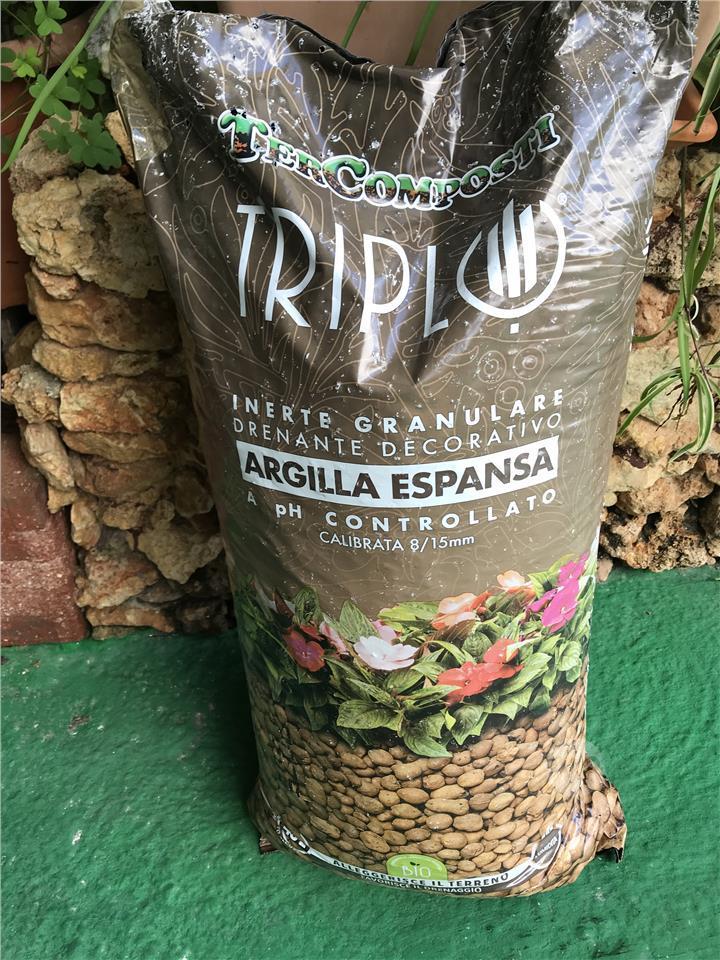 TERCOMPOSTI
TRIPLO
INERTE GRANULARE
DRENANTE DECORATIVO
ARGILLA ESPANSA
A pH CONTROLLATO
CALIBRATA 8/15mm
BIO
ALLEGGERISCE IL TERRENO
FAVORISCE IL DRENAGGIO